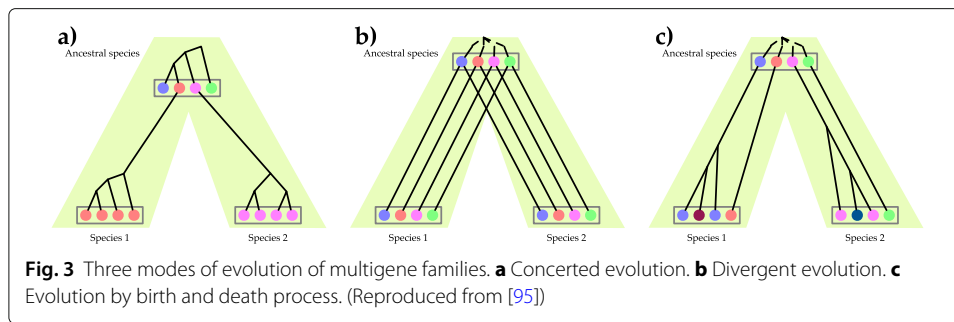 a)
b)
c)
Ancestral species
Ancestral species
Ancestral species
Species 1
Species 2
Species 1
Species 2
Species 1
Species 2
Fig. 3 Three modes of evolution of multigene families. a Concerted evolution. b Divergent evolution. c
Evolution by birth and death process. (Reproduced from [95])